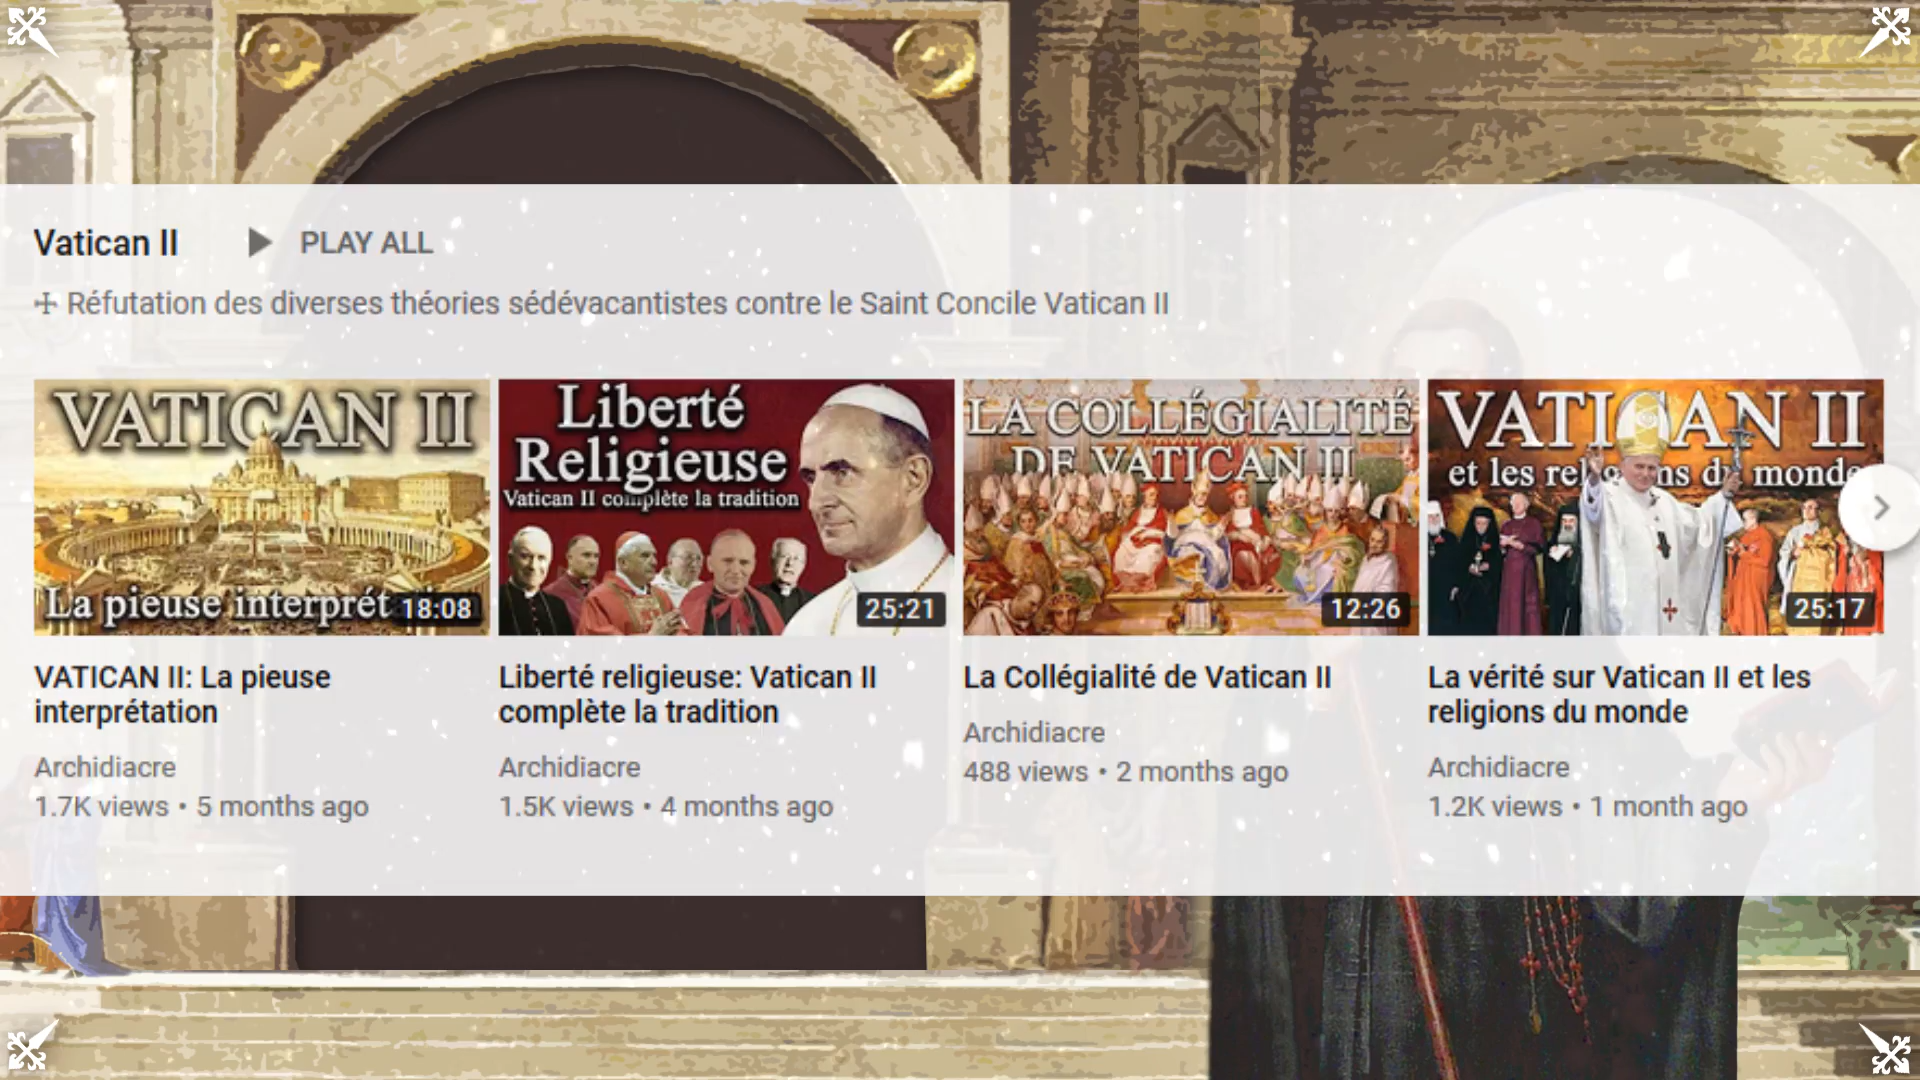 Vatican II
PLAY ALL
Réfutation des diverses théories sédévacantistes contre le Saint Concile Vatican II
VATICAN II
La pieuse interprét
18:08
Liberté
Religieuse
Vatican II complète la tradition
25:21
LA COLLÉGIALITÉ
DE VATICAN II
12:26
VATICAN II
et les religions du monde
25:17
VATICAN II: La pieuse
interprétation
Archidiacre
1.7K views • 5 months ago
Liberté religieuse: Vatican II
complète la tradition
Archidiacre
1.5K views • 4 months ago
La Collégialité de Vatican II
Archidiacre
488 views • 2 months ago
La vérité sur Vatican II et les
religions du monde
Archidiacre
1.2K views • 1 month ago